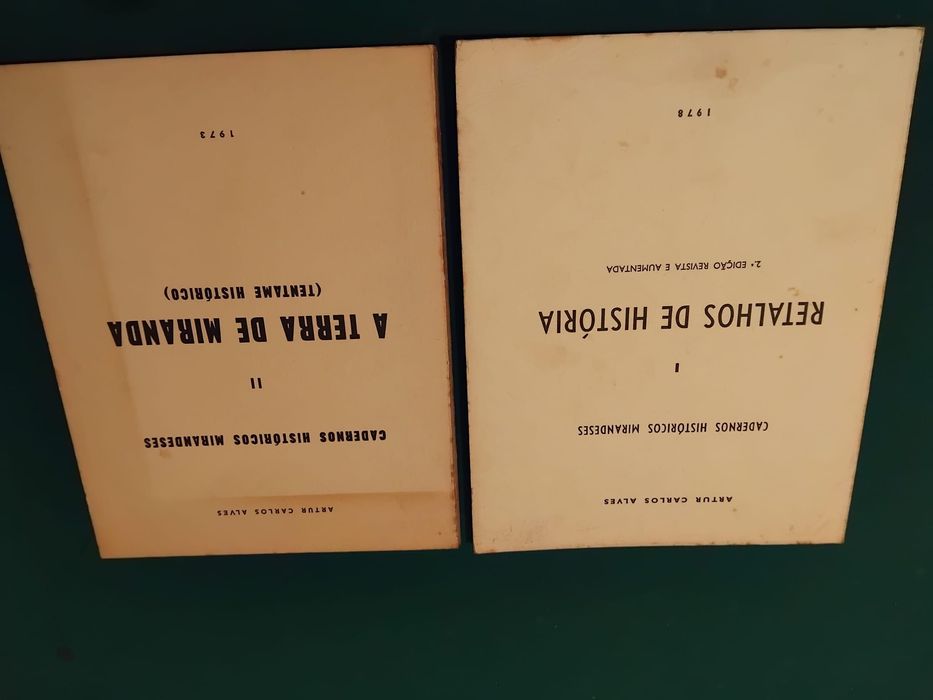 ARTUR CARLOS ALVES
CADERNOS HISTÓRICOS MIRANDESES
I
RETALHOS DE HISTÓRIA
2.ª EDIÇÃO REVISTA E AUMENTADA
1978
ARTUR CARLOS ALVES
CADERNOS HISTÓRICOS MIRANDESES
II
A TERRA DE MIRANDA
(TENTAME HISTÓRICO)
1973